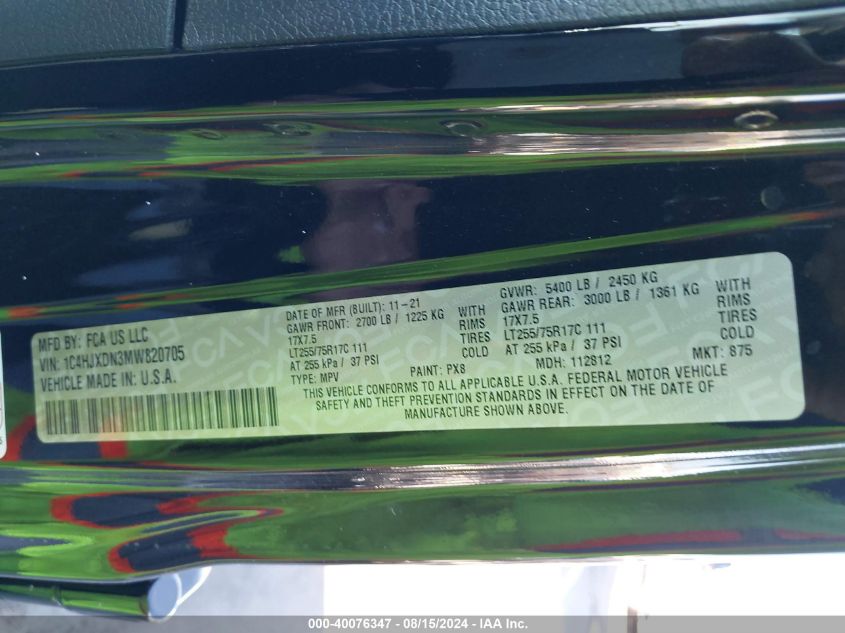 MFD BY: FCA US LLC
VIN: 1C4HJXDN3MW820705
VEHICLE MADE IN: U.S.A.
DATE OF MFR (BUILT): 11-21
GAWR FRONT: 2700 LB / 1225 KG WITH
17X7.5 RIMS
LT255/75R17C 111 TIRES
AT 255 kPa / 37 PSI COLD
TYPE: MPV PAINT: PX8
GVWR: 5400 LB / 2450 KG
GAWR REAR: 3000 LB / 1361 KG WITH
17X7.5 RIMS
LT255/75R17C 111 TIRES
AT 255 kPa / 37 PSI COLD
MDH: 112812 MKT: 875
THIS VEHICLE CONFORMS TO ALL APPLICABLE U.S.A. FEDERAL MOTOR VEHICLE
SAFETY AND THEFT PREVENTION STANDARDS IN EFFECT ON THE DATE OF
MANUFACTURE SHOWN ABOVE.
000-40076347 - 08/15/2024 - IAA Inc.